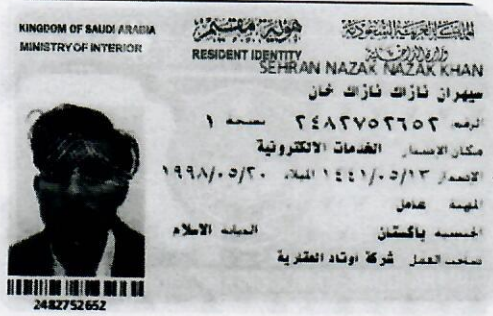 KINGDOM OF SAUDI ARABIA
MINISTRY OF INTERIOR
هوية مقيم
RESIDENT IDENTITY
المملكة العربية السعودية
وزارة الداخلية
SEHRAN NAZAK NAZAK KHAN
سيهران نازاك نازاك خان
الرقم ٢٤٨٢٧٥٢٦٥٢ نسخة ١
مكان الاصدار الخدمات الالكترونية
الاصدار ١٤٤١/٠٥/١٣ الميلاد ١٩٩٨/٠٥/٢٠
المهنة عامل
الجنسية باكستان الديانة الاسلام
صاحب العمل شركة اوتاد العقارية
2482752652